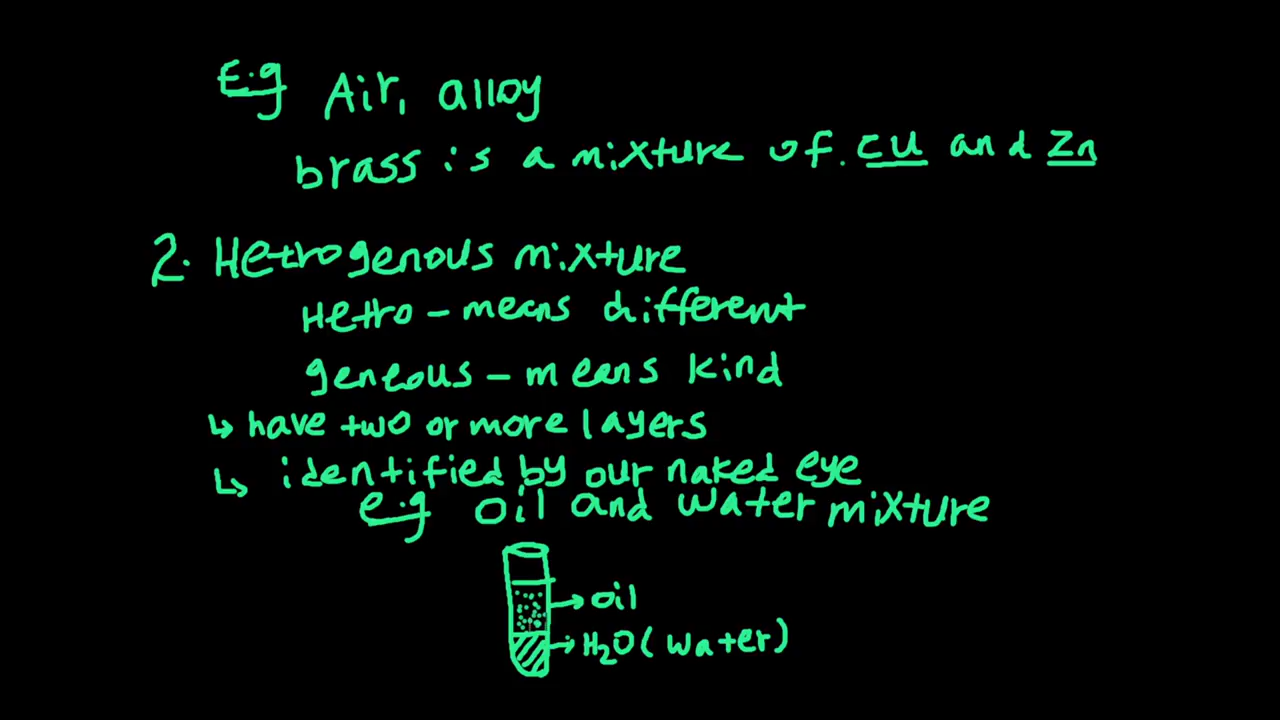 E.g Air, alloy
brass is a mixture of. cu and Zn
2. Hetrogenous mixture
Hetro - means different
geneous - means kind
↳ have two or more layers
↳ identified by our naked eye
e.g oil and water mixture
→ oil
→ H₂O (water)